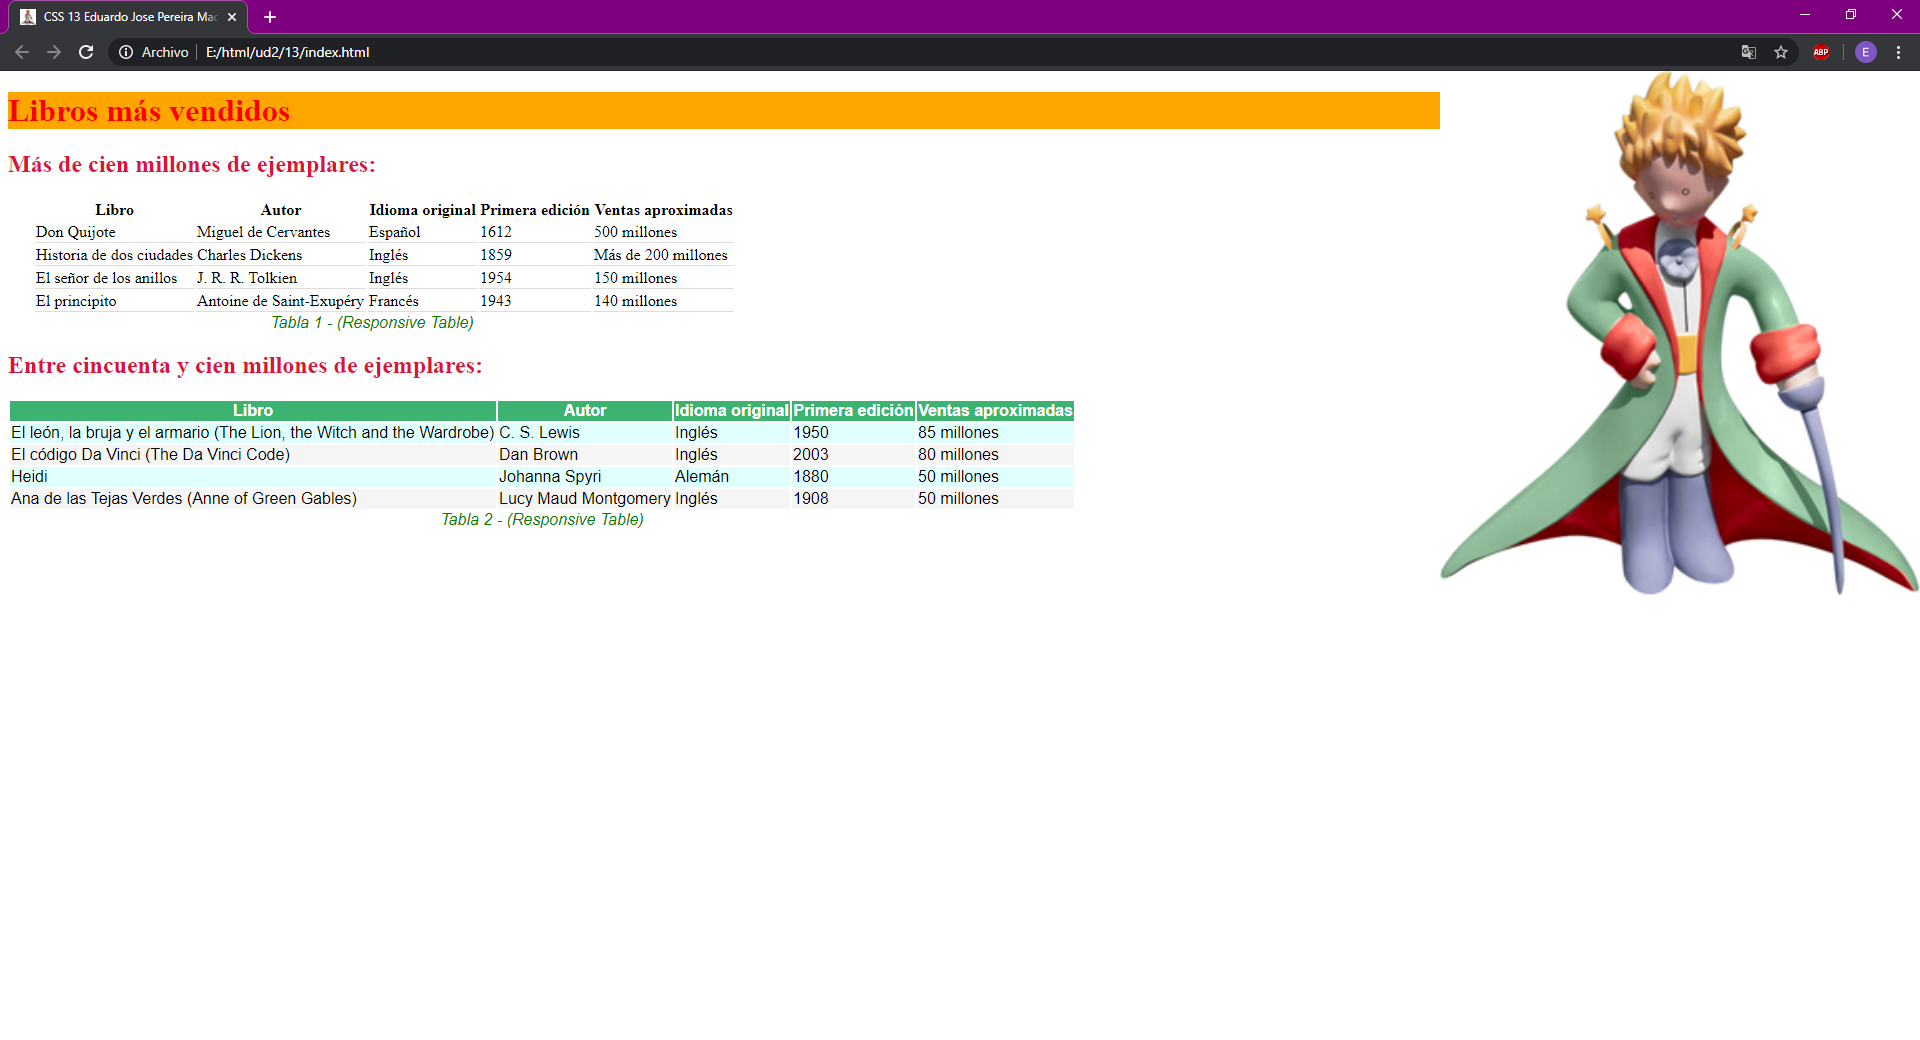 CSS 13 Eduardo Jose Pereira Mac
Archivo E:/html/ud2/13/index.html ABP E
Libros más vendidos
Más de cien millones de ejemplares:
Libro Autor Idioma original Primera edición Ventas aproximadas
Don Quijote Miguel de Cervantes Español 1612 500 millones
Historia de dos ciudades Charles Dickens Inglés 1859 Más de 200 millones
El señor de los anillos J. R. R. Tolkien Inglés 1954 150 millones
El principito Antoine de Saint-Exupéry Francés 1943 140 millones
Tabla 1 - (Responsive Table)
Entre cincuenta y cien millones de ejemplares:
Libro Autor Idioma original Primera edición Ventas aproximadas
El león, la bruja y el armario (The Lion, the Witch and the Wardrobe) C. S. Lewis Inglés 1950 85 millones
El código Da Vinci (The Da Vinci Code) Dan Brown Inglés 2003 80 millones
Heidi Johanna Spyri Alemán 1880 50 millones
Ana de las Tejas Verdes (Anne of Green Gables) Lucy Maud Montgomery Inglés 1908 50 millones
Tabla 2 - (Responsive Table)